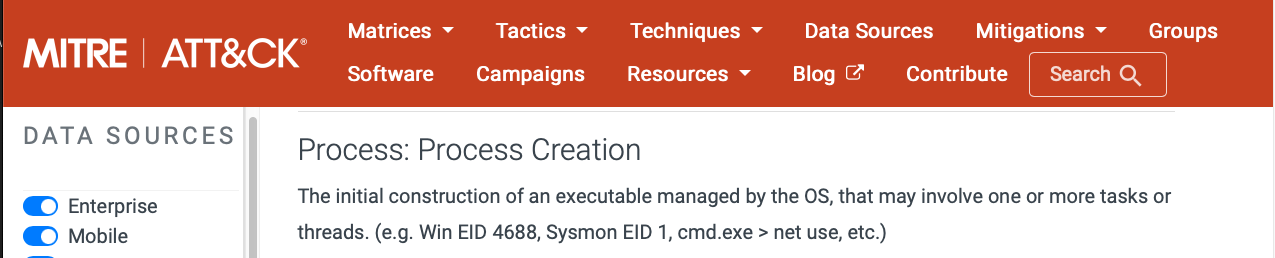 MITRE | ATT&CK®
Matrices Tactics Techniques Data Sources Mitigations Groups
Software Campaigns Resources Blog Contribute Search
DATA SOURCES
Enterprise
Mobile
Process: Process Creation
The initial construction of an executable managed by the OS, that may involve one or more tasks or
threads. (e.g. Win EID 4688, Sysmon EID 1, cmd.exe > net use, etc.)